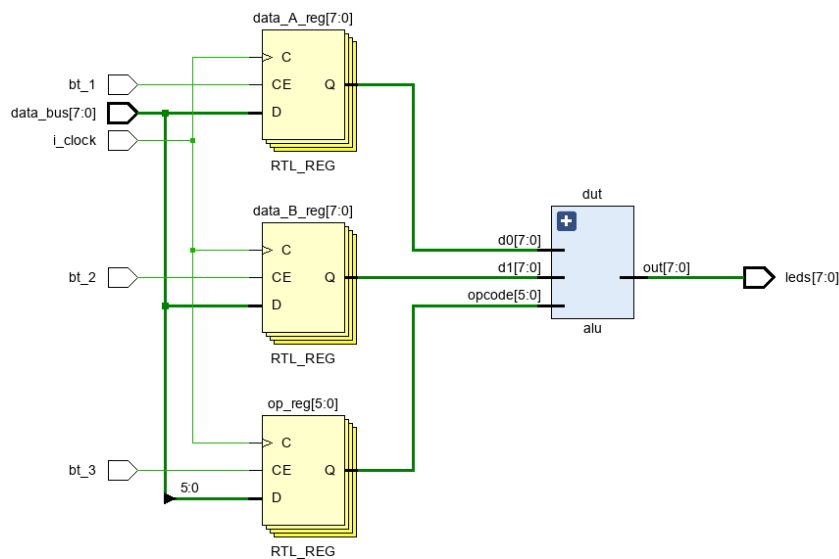 data_A_reg[7:0]
C
bt_1
CE
Q
data_bus[7:0]
D
i_clock
RTL_REG
data_B_reg[7:0]
C
bt_2
CE
Q
D
RTL_REG
op_reg[5:0]
C
bt_3
CE
Q
5:0
D
RTL_REG
dut
d0[7:0]
d1[7:0]
opcode[5:0]
out[7:0]
alu
leds[7:0]